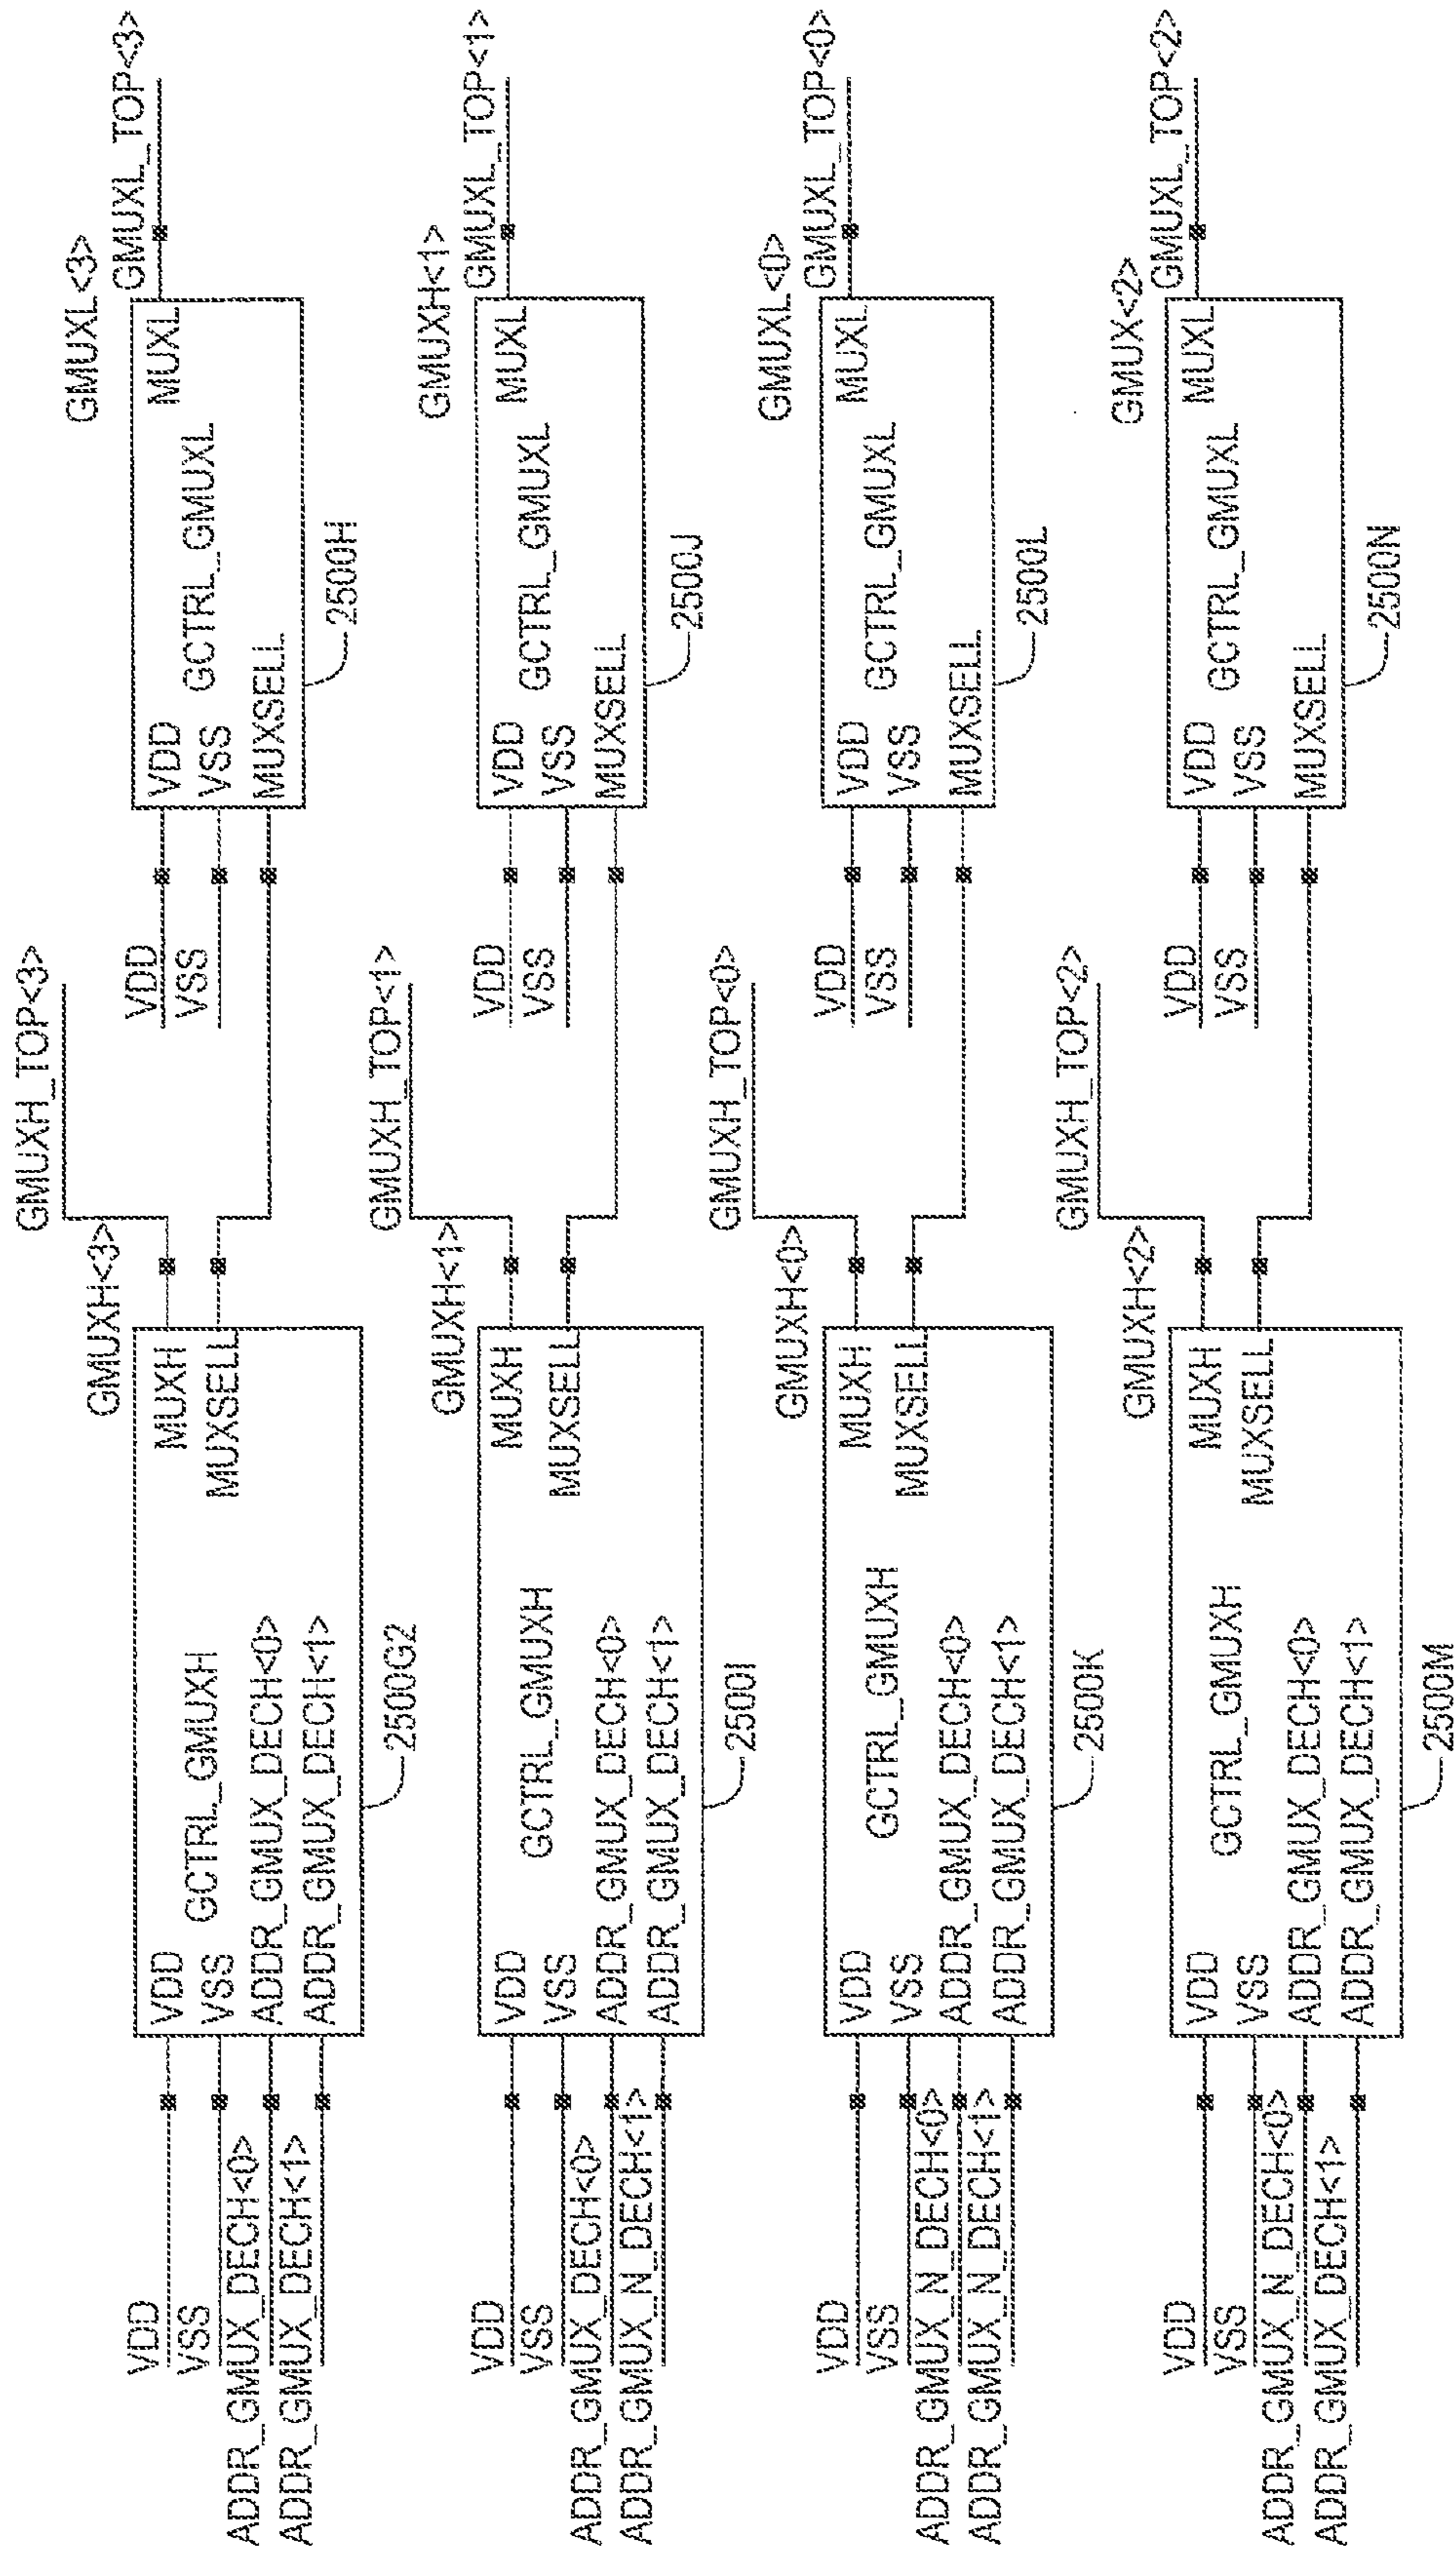 GMUXH_TOP<3>
GMUXL<3>
GMUXH<3>
GMUXL_TOP<3>
VDD
VDD
MUXH
VDD
VDD
MUXL
VSS
VSS
GCTRL_GMUXH
MUXSELL
VSS
VSS
GCTRL_GMUXL
ADDR_GMUX_DECH<0>
ADDR_GMUX_DECH<0>
MUXSELL
ADDR_GMUX_DECH<1>
ADDR_GMUX_DECH<1>
2500G2
2500H
GMUXH_TOP<1>
GMUXH<1>
GMUXH<1>
GMUXL_TOP<1>
VDD
VDD
MUXH
VDD
VDD
MUXL
VSS
VSS
GCTRL_GMUXH
MUXSELL
VSS
VSS
GCTRL_GMUXL
ADDR_GMUX_DECH<0>
ADDR_GMUX_DECH<0>
MUXSELL
ADDR_GMUX_N_DECH<1>
ADDR_GMUX_DECH<1>
2500I
2500J
GMUXH_TOP<0>
GMUXL<0>
GMUXH<0>
GMUXL_TOP<0>
VDD
VDD
MUXH
VDD
VDD
MUXL
VSS
VSS
GCTRL_GMUXH
MUXSELL
VSS
VSS
GCTRL_GMUXL
ADDR_GMUX_N_DECH<0>
ADDR_GMUX_DECH<0>
MUXSELL
ADDR_GMUX_N_DECH<1>
ADDR_GMUX_DECH<1>
2500K
2500L
GMUXH_TOP<2>
GMUX<2>
GMUXH<2>
GMUXL_TOP<2>
VDD
VDD
MUXH
VDD
VDD
MUXL
VSS
VSS
GCTRL_GMUXH
MUXSELL
VSS
VSS
GCTRL_GMUXL
ADDR_GMUX_N_DECH<0>
ADDR_GMUX_DECH<0>
MUXSELL
ADDR_GMUX_DECH<1>
ADDR_GMUX_DECH<1>
2500M
2500N